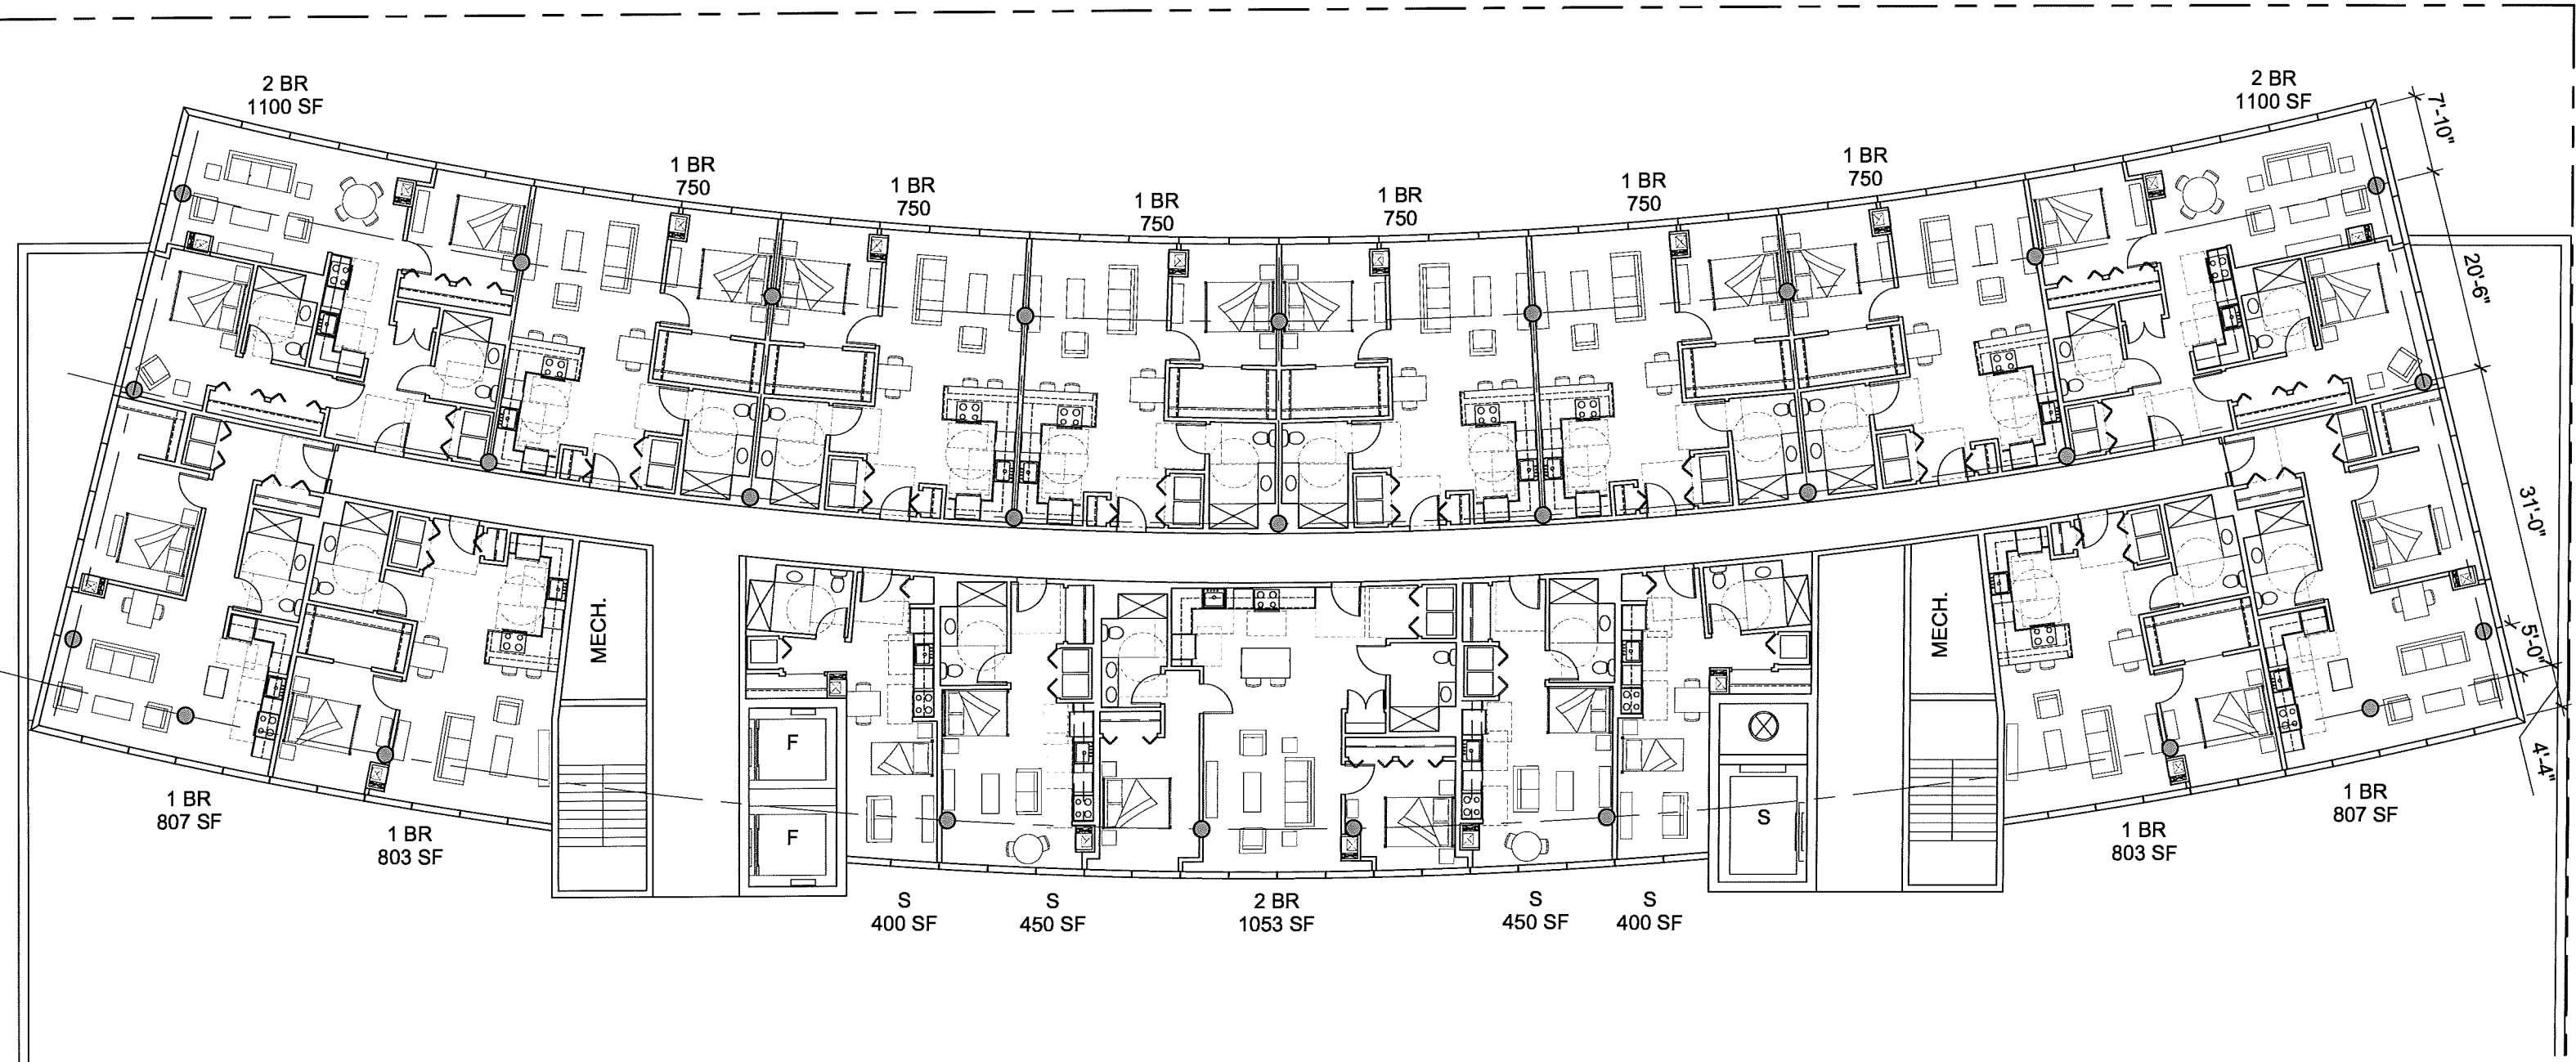 2 BR
1100 SF
1 BR
750
1 BR
750
1 BR
750
1 BR
750
1 BR
750
1 BR
750
2 BR
1100 SF
7'-10"
20'-6"
31'-0"
5'-0"
4'-4"
MECH.
MECH.
F
F
S
1 BR
807 SF
1 BR
803 SF
S
400 SF
S
450 SF
2 BR
1053 SF
S
450 SF
S
400 SF
1 BR
803 SF
1 BR
807 SF